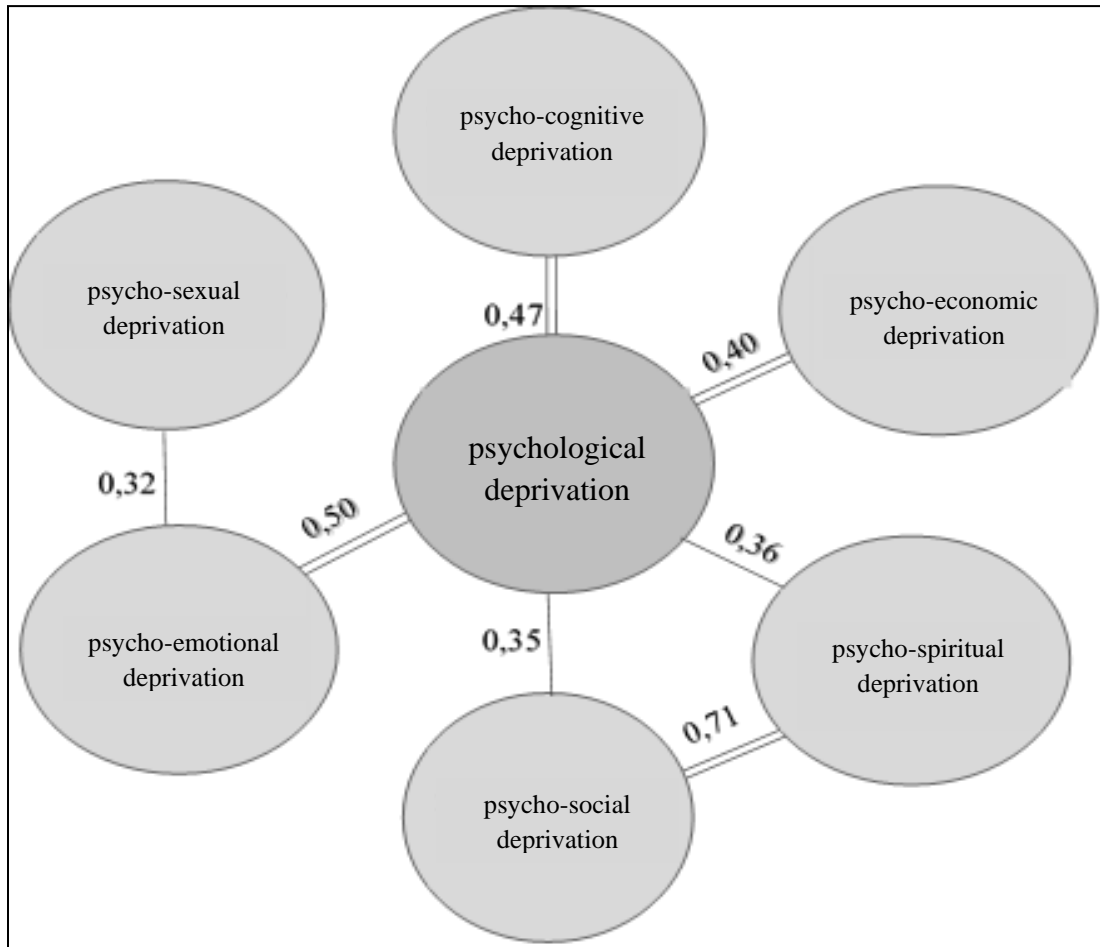 psycho-cognitive
deprivation
psycho-sexual
deprivation
psycho-economic
deprivation
0,47
0,40
psychological
deprivation
0,32
0,50
0,36
psycho-emotional
deprivation
0,35
psycho-spiritual
deprivation
0,71
psycho-social
deprivation